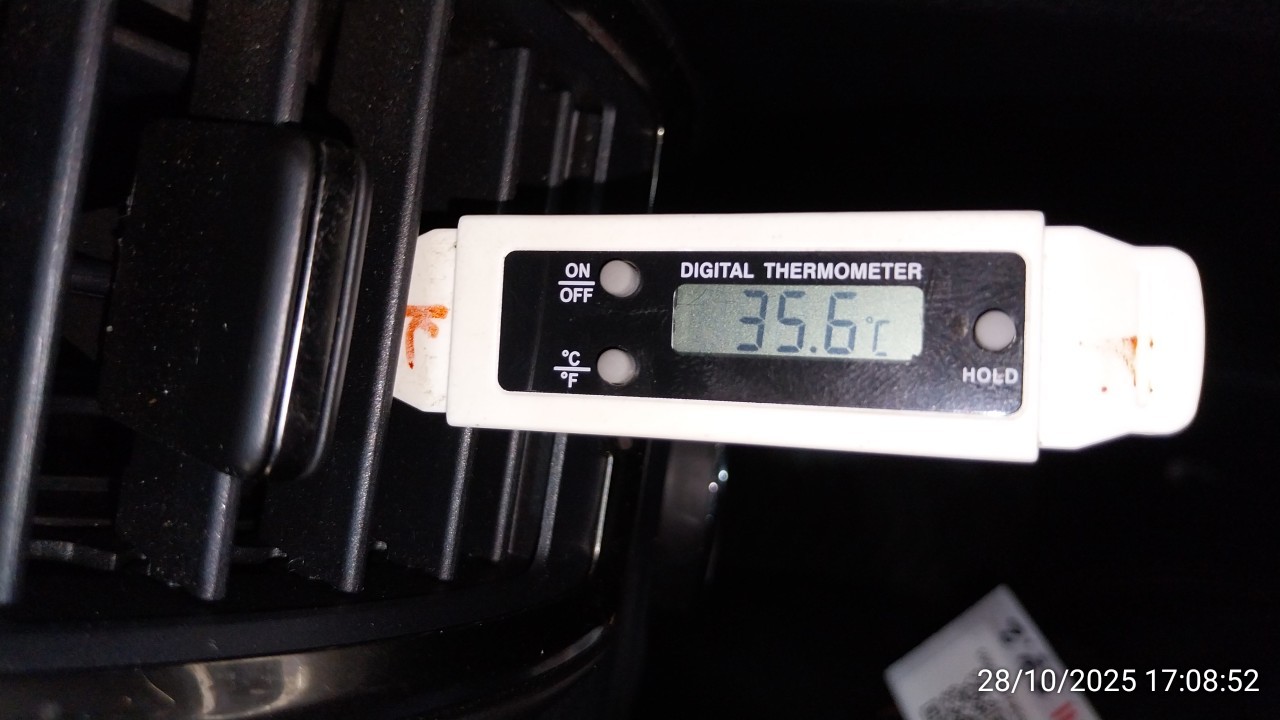 ON
OFF
DIGITAL THERMOMETER
35.6°C
°C
°F
HOLD
28/10/2025 17:08:52